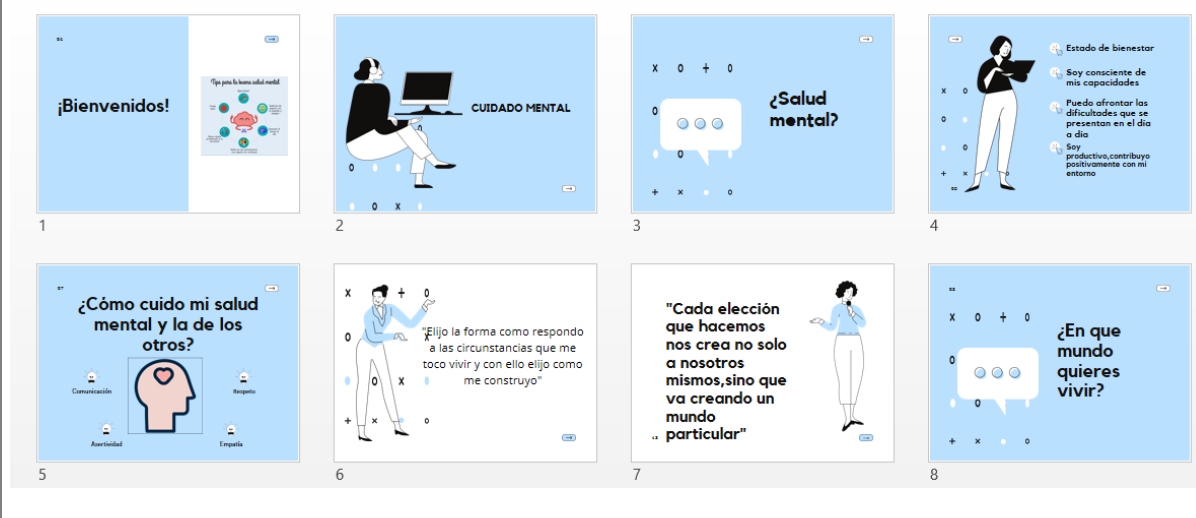 ¡Bienvenidos!
Tips para la buena salud mental
1
CUIDADO MENTAL
2
¿Salud
mental?
3
Estado de bienestar
Soy consciente de
mis capacidades
Puedo afrontar las
dificultades que se
presentan en el día
a día
Soy
productivo,contribuyo
positivamente con mi
entorno
4
¿Cómo cuido mi salud
mental y la de los
otros?
Comunicación
Respeto
Asertividad
Empatía
5
"Elijo la forma como respondo
a las circunstancias que me
toco vivir y con ello elijo como
me construyo"
6
"Cada elección
que hacemos
nos crea no solo
a nosotros
mismos,sino que
va creando un
mundo
particular"
7
¿En que
mundo
quieres
vivir?
8